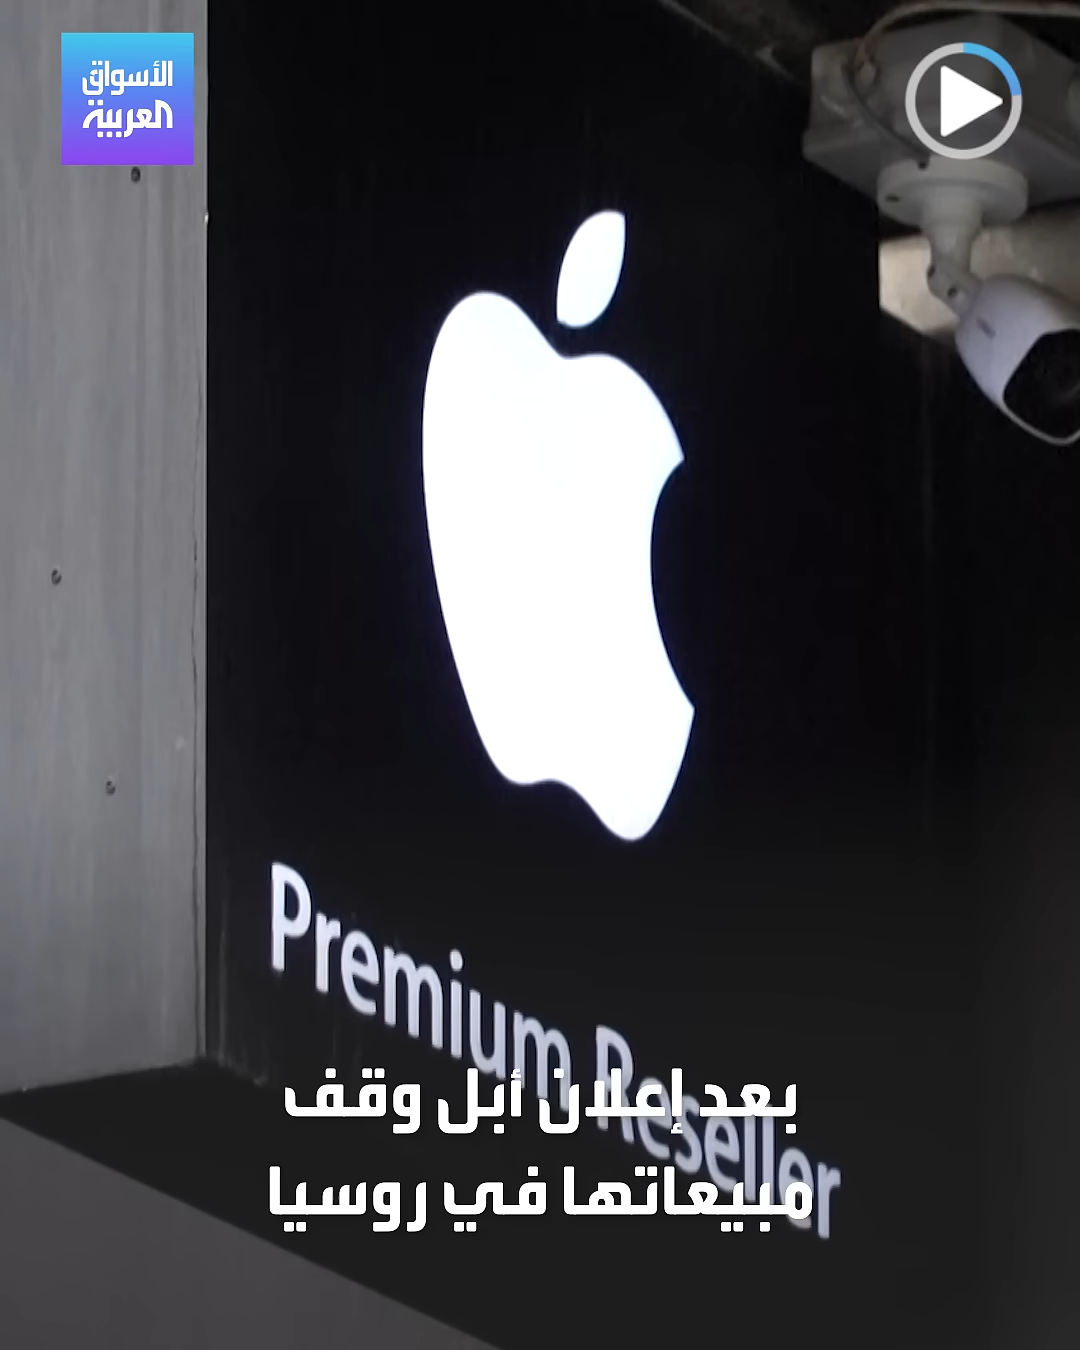 الأسواق
العربية
Premium Reseller
بعد إعلان أبل وقف
مبيعاتها في روسيا